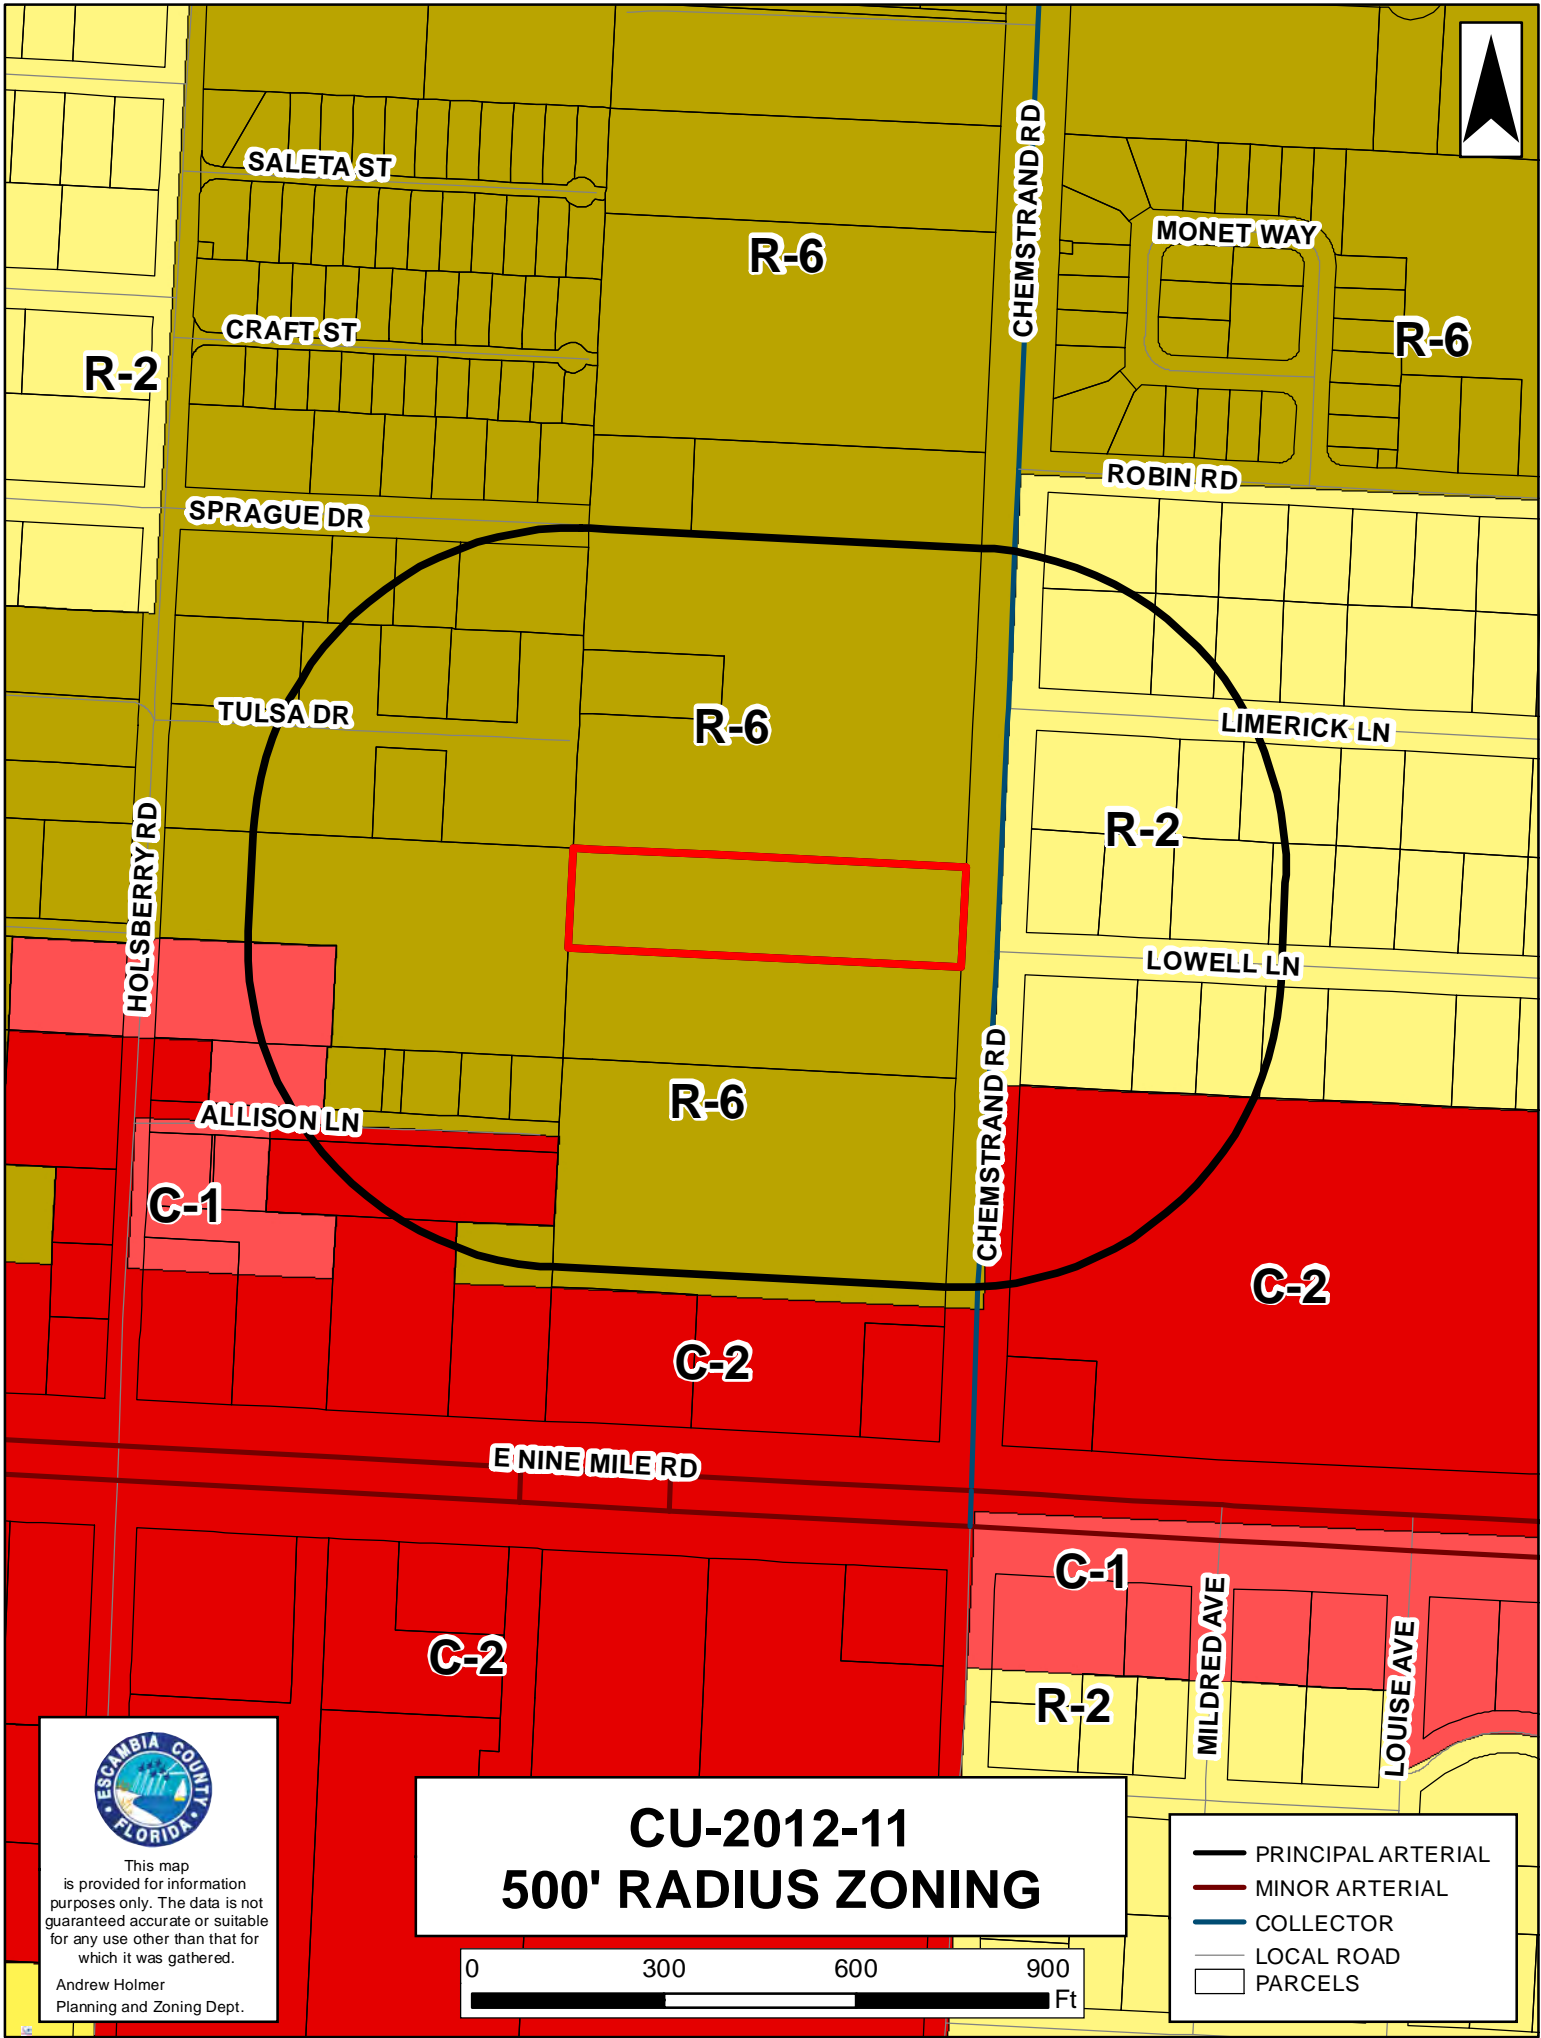 SALETA ST
CHEMSTRAND RD
MONET WAY
R-6
CRAFT ST
R-6
R-2
ROBIN RD
SPRAGUE DR
TULSA DR
R-6
LIMERICK LN
R-2
HOLSBERRY RD
LOWELL LN
CHEMSTRAND RD
R-6
ALLISON LN
C-1
C-2
C-2
E NINE MILE RD
C-1
MILDRED AVE
LOUISE AVE
C-2
R-2
ESCAMBIA COUNTY
FLORIDA
This map
is provided for information
purposes only. The data is not
guaranteed accurate or suitable
for any use other than that for
which it was gathered.
Andrew Holmer
Planning and Zoning Dept.
CU-2012-11
500' RADIUS ZONING
0 300 600 900
Ft
PRINCIPAL ARTERIAL
MINOR ARTERIAL
COLLECTOR
LOCAL ROAD
PARCELS